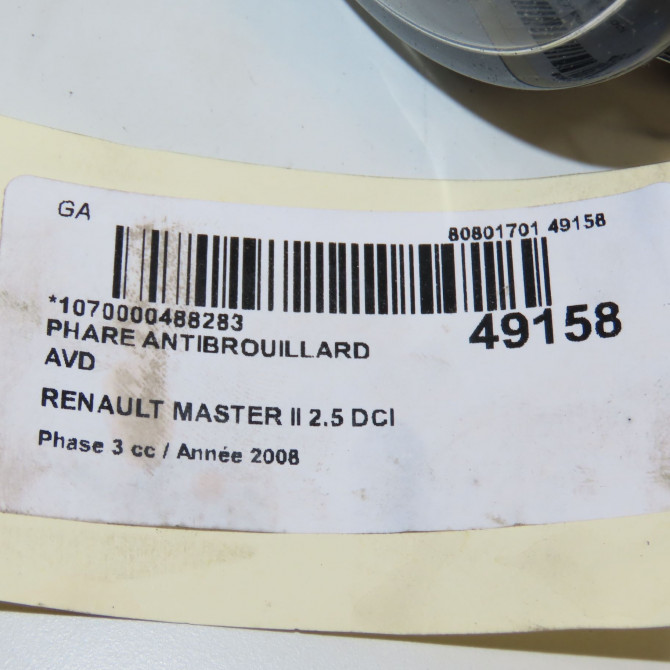 GA
80801701 49158
*1070000488283
49158
PHARE ANTIBROUILLARD
AVD
RENAULT MASTER II 2.5 DCI
Phase 3 cc / Année 2008